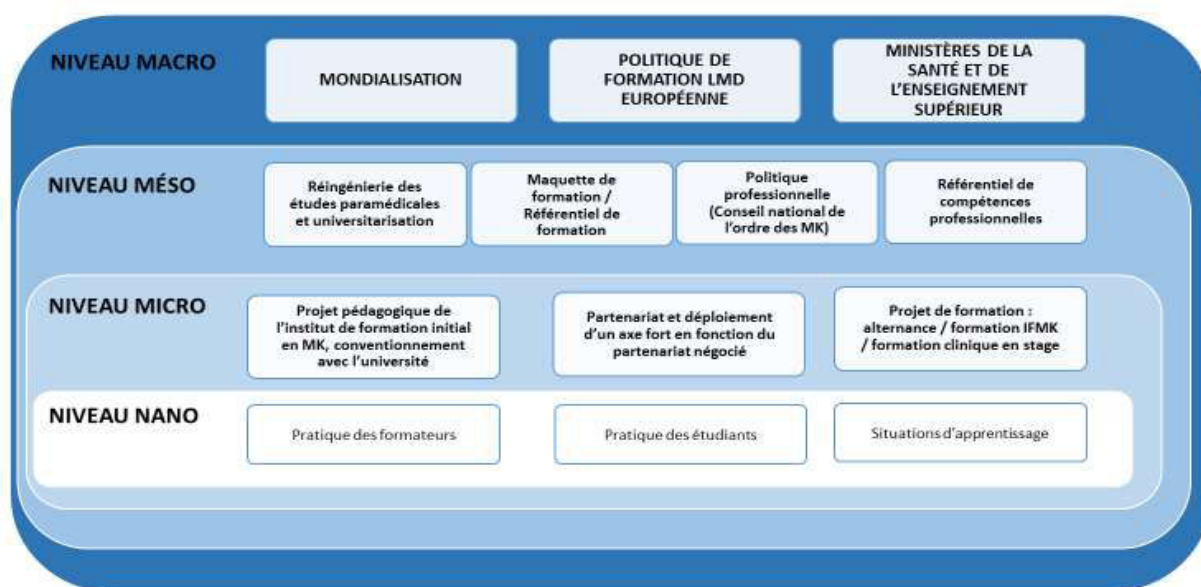 NIVEAU MACRO
MONDIALISATION
POLITIQUE DE
FORMATION LMD
EUROPÉENNE
MINISTÈRES DE LA
SANTÉ ET DE
L'ENSEIGNEMENT
SUPÉRIEUR
NIVEAU MÉSO
Réingénierie des
études paramédicales
et universitarisation
Maquette de
formation /
Référentiel de
formation
Politique
professionnelle
(Conseil national de
l'ordre des MK)
Référentiel de
compétences
professionnelles
NIVEAU MICRO
Projet pédagogique de
l'institut de formation initial
en MK, conventionnement
avec l'université
Partenariat et déploiement
d'un axe fort en fonction du
partenariat négocié
Projet de formation :
alternance / formation IFMK
/ formation clinique en stage
NIVEAU NANO
Pratique des formateurs
Pratique des étudiants
Situations d'apprentissage